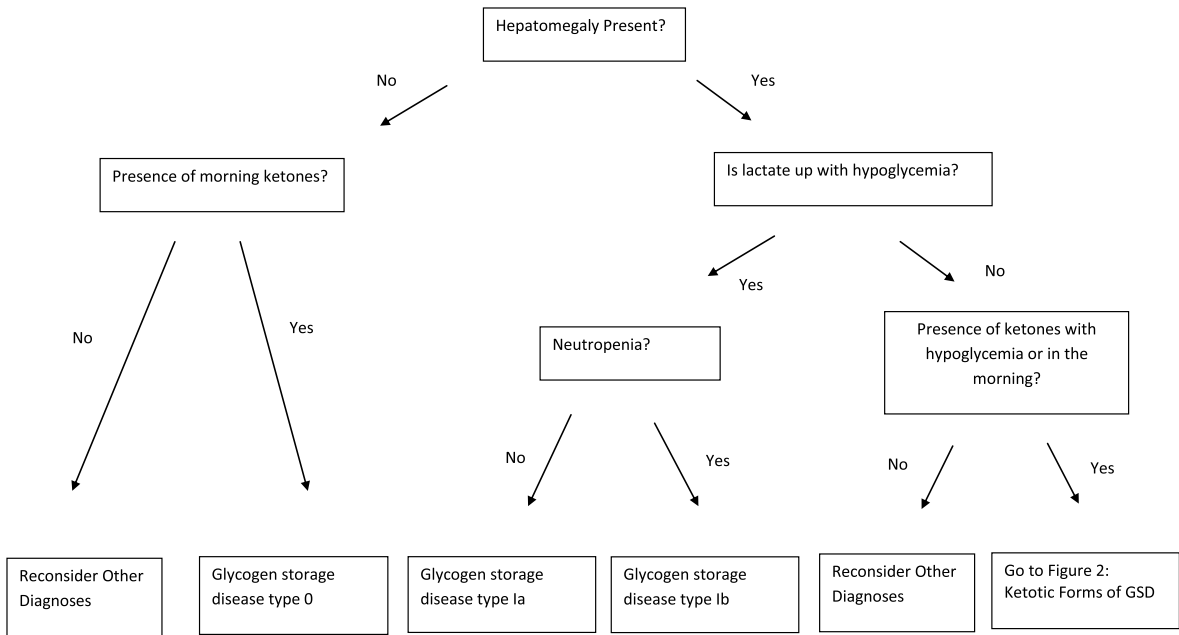 Hepatomegaly Present?
No
Yes
Presence of morning ketones?
Is lactate up with hypoglycemia?
No
Yes
Yes
No
Neutropenia?
Presence of ketones with
hypoglycemia or in the
morning?
No
Yes
No
Yes
Reconsider Other
Diagnoses
Glycogen storage
disease type 0
Glycogen storage
disease type Ia
Glycogen storage
disease type Ib
Reconsider Other
Diagnoses
Go to Figure 2:
Ketotic Forms of GSD